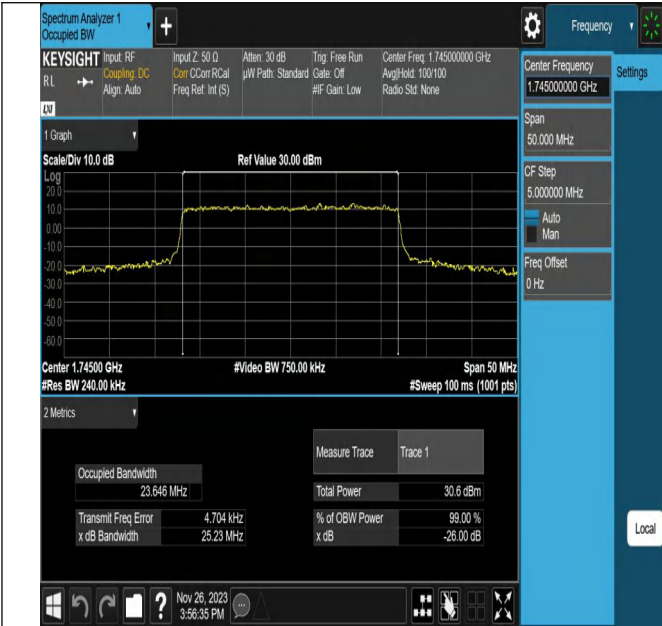 Spectrum Analyzer 1
Occupied BW
+
Frequency
KEYSIGHT
RL
LXI
Input: RF
Coupling: DC
Align: Auto
Input Z: 50 Ω
Corr CCorr RCal
Freq Ref: Int (S)
Atten: 30 dB
µW Path: Standard
Trig: Free Run
Gate: Off
#IF Gain: Low
Center Freq: 1.745000000 GHz
Avg|Hold: 100/100
Radio Std: None
Center Frequency
1.745000000 GHz
Settings
Span
50.000 MHz
CF Step
5.000000 MHz
Auto
Man
Freq Offset
0 Hz
1 Graph
Scale/Div 10.0 dB
Ref Value 30.00 dBm
Log
20.0
10.0
0.00
-10.0
-20.0
-30.0
-40.0
-50.0
-60.0
Center 1.74500 GHz
#Video BW 750.00 kHz
Span 50 MHz
#Res BW 240.00 kHz
#Sweep 100 ms (1001 pts)
2 Metrics
Measure Trace
Trace 1
Occupied Bandwidth
23.646 MHz
Total Power
30.6 dBm
Transmit Freq Error
4.704 kHz
% of OBW Power
99.00 %
x dB Bandwidth
25.23 MHz
x dB
-26.00 dB
Local
?
Nov 26, 2023
3:56:35 PM